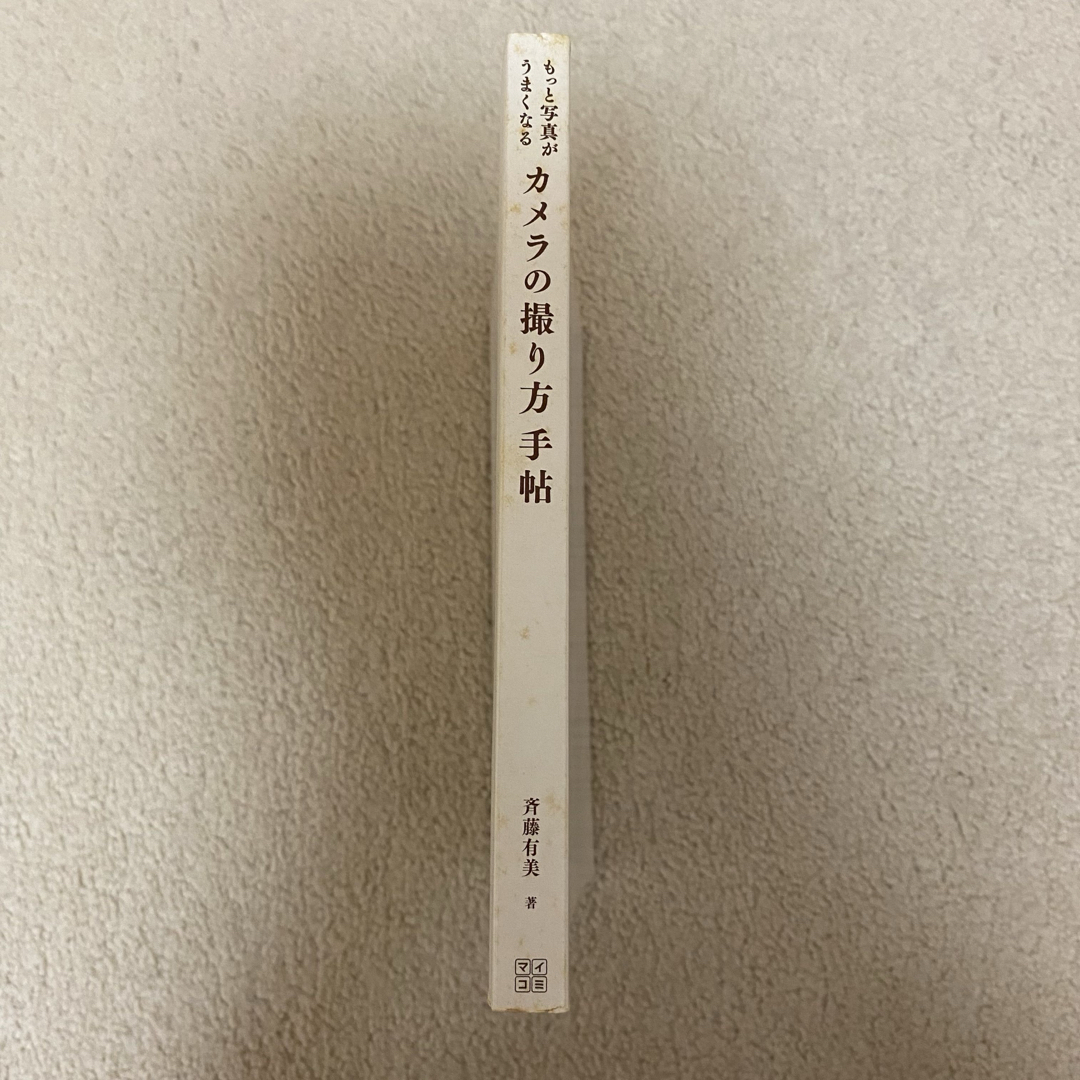 もっと写真が
うまくなる
カメラの撮り方手帖
斉藤有美 著
マイ
コミ